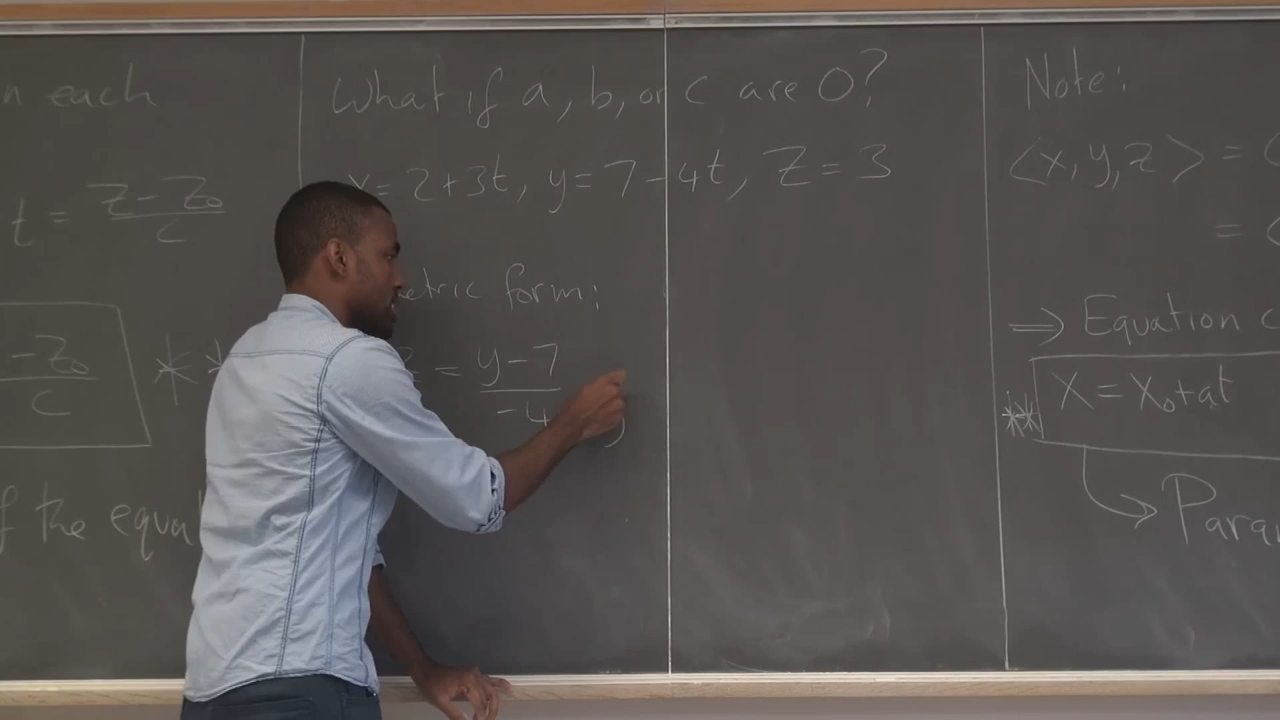 n each
t = z-z₀/c
-z₀/c **
f the equa
What if a, b, or c are 0?
x=2+3t, y=7-4t, z=3
etric form:
2 = y-7/-4,
Note:
<x,y,z> = <
= <
⇒ Equation c
** x=x₀+at
Para